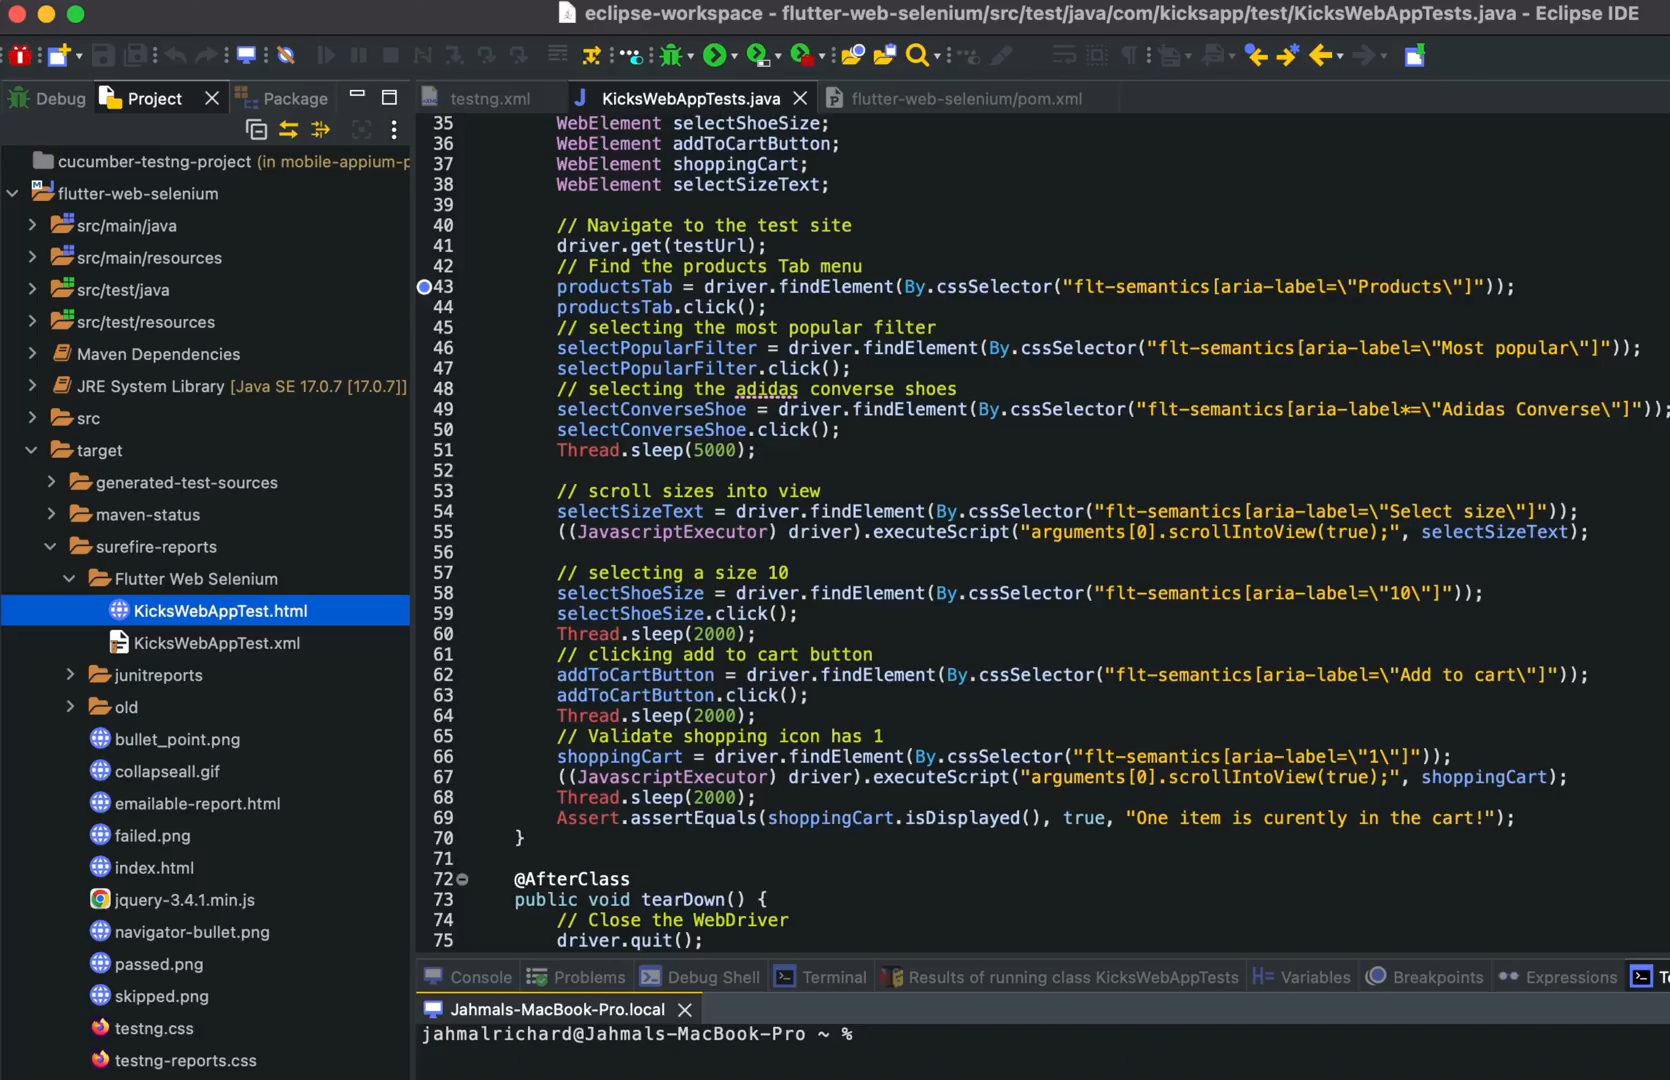 eclipse-workspace - flutter-web-selenium/src/test/java/com/kicksapp/test/KicksWebAppTests.java - Eclipse IDE
Debug
Project
Package
testng.xml
KicksWebAppTests.java
flutter-web-selenium/pom.xml
cucumber-testng-project (in mobile-appium-p
flutter-web-selenium
src/main/java
src/main/resources
src/test/java
src/test/resources
Maven Dependencies
JRE System Library [Java SE 17.0.7 [17.0.7]]
src
target
generated-test-sources
maven-status
surefire-reports
Flutter Web Selenium
KicksWebAppTest.html
KicksWebAppTest.xml
junitreports
old
bullet_point.png
collapseall.gif
emailable-report.html
failed.png
index.html
jquery-3.4.1.min.js
navigator-bullet.png
passed.png
skipped.png
testng.css
testng-reports.css
35 WebElement selectShoeSize;
36 WebElement addToCartButton;
37 WebElement shoppingCart;
38 WebElement selectSizeText;
39
40 // Navigate to the test site
41 driver.get(testUrl);
42 // Find the products Tab menu
43 productsTab = driver.findElement(By.cssSelector("flt-semantics[aria-label=\"Products\"]"));
44 productsTab.click();
45 // selecting the most popular filter
46 selectPopularFilter = driver.findElement(By.cssSelector("flt-semantics[aria-label=\"Most popular\"]"));
47 selectPopularFilter.click();
48 // selecting the adidas converse shoes
49 selectConverseShoe = driver.findElement(By.cssSelector("flt-semantics[aria-label*=\"Adidas Converse\"]"));
50 selectConverseShoe.click();
51 Thread.sleep(5000);
52
53 // scroll sizes into view
54 selectSizeText = driver.findElement(By.cssSelector("flt-semantics[aria-label=\"Select size\"]"));
55 ((JavascriptExecutor) driver).executeScript("arguments[0].scrollIntoView(true);", selectSizeText);
56
57 // selecting a size 10
58 selectShoeSize = driver.findElement(By.cssSelector("flt-semantics[aria-label=\"10\"]"));
59 selectShoeSize.click();
60 Thread.sleep(2000);
61 // clicking add to cart button
62 addToCartButton = driver.findElement(By.cssSelector("flt-semantics[aria-label=\"Add to cart\"]"));
63 addToCartButton.click();
64 Thread.sleep(2000);
65 // Validate shopping icon has 1
66 shoppingCart = driver.findElement(By.cssSelector("flt-semantics[aria-label=\"1\"]"));
67 ((JavascriptExecutor) driver).executeScript("arguments[0].scrollIntoView(true);", shoppingCart);
68 Thread.sleep(2000);
69 Assert.assertEquals(shoppingCart.isDisplayed(), true, "One item is curently in the cart!");
70 }
71
72 @AfterClass
73 public void tearDown() {
74 // Close the WebDriver
75 driver.quit();
Console
Problems
Debug Shell
Terminal
Results of running class KicksWebAppTests
Variables
Breakpoints
Expressions
Te
Jahmals-MacBook-Pro.local
jahmalrichard@Jahmals-MacBook-Pro ~ %